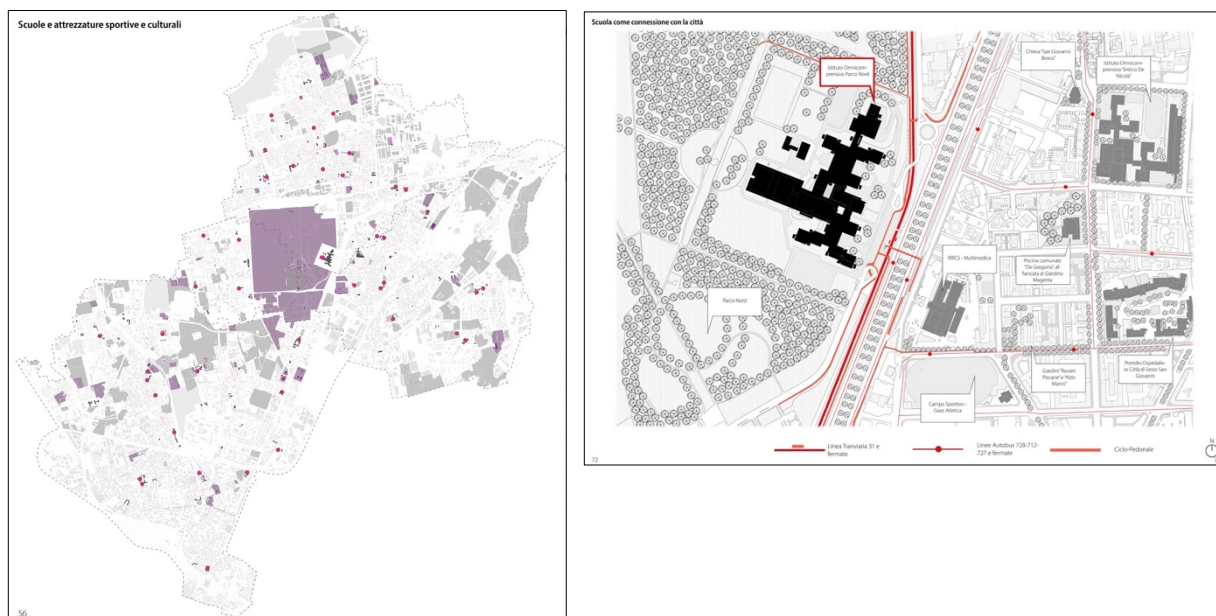 Scuole e attrezzature sportive e culturali
56
Scuola come connessione con la città
Istituto Omnicom-
prensivo Parco Nord
Chiesa "San Giovanni
Bosco"
Istituto Omnicom-
prensivo "Enrico De
Nicola"
IRRCS - Multimedica
Piscina comunale
"De Gregorio", af-
fiancata al Giardino
Magenta
Parco Nord
Campo Sportivo -
Geas Atletica
Giardini "Rovani
Piscane" e "Aldo
Marini"
Presidio Ospedalie-
ro Città di Sesto San
Giovanni
Linea Tranviaria 31 e
fermate
Linee Autobus 728-712-
727 e fermate
Ciclo-Pedonale
N
72